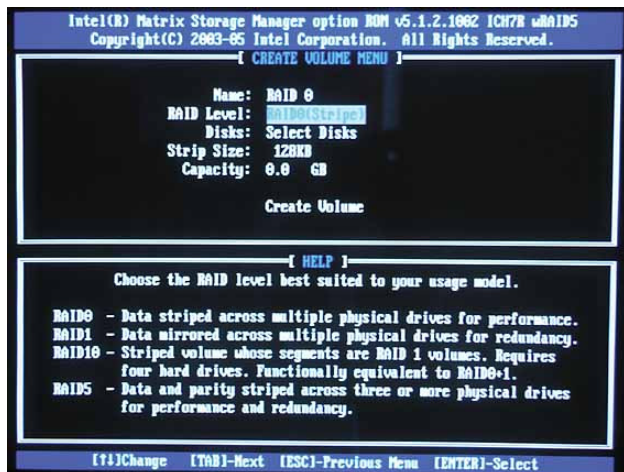 Intel(R) Matrix Storage Manager option ROM v5.1.2.1002 ICH7R wRAID5
Copyright(C) 2003-05 Intel Corporation. All Rights Reserved.
[ CREATE VOLUME MENU ]
Name: RAID 0
RAID Level: RAID0(Stripe)
Disks: Select Disks
Strip Size: 128KB
Capacity: 0.0 GB
Create Volume
[ HELP ]
Choose the RAID level best suited to your usage model.
RAID0 - Data striped across multiple physical drives for performance.
RAID1 - Data mirrored across multiple physical drives for redundancy.
RAID10 - Striped volume whose segments are RAID 1 volumes. Requires
four hard drives. Functionally equivalent to RAID0+1.
RAID5 - Data and parity striped across three or more physical drives
for performance and redundancy.
[↑↓]Change [TAB]-Next [ESC]-Previous Menu [ENTER]-Select